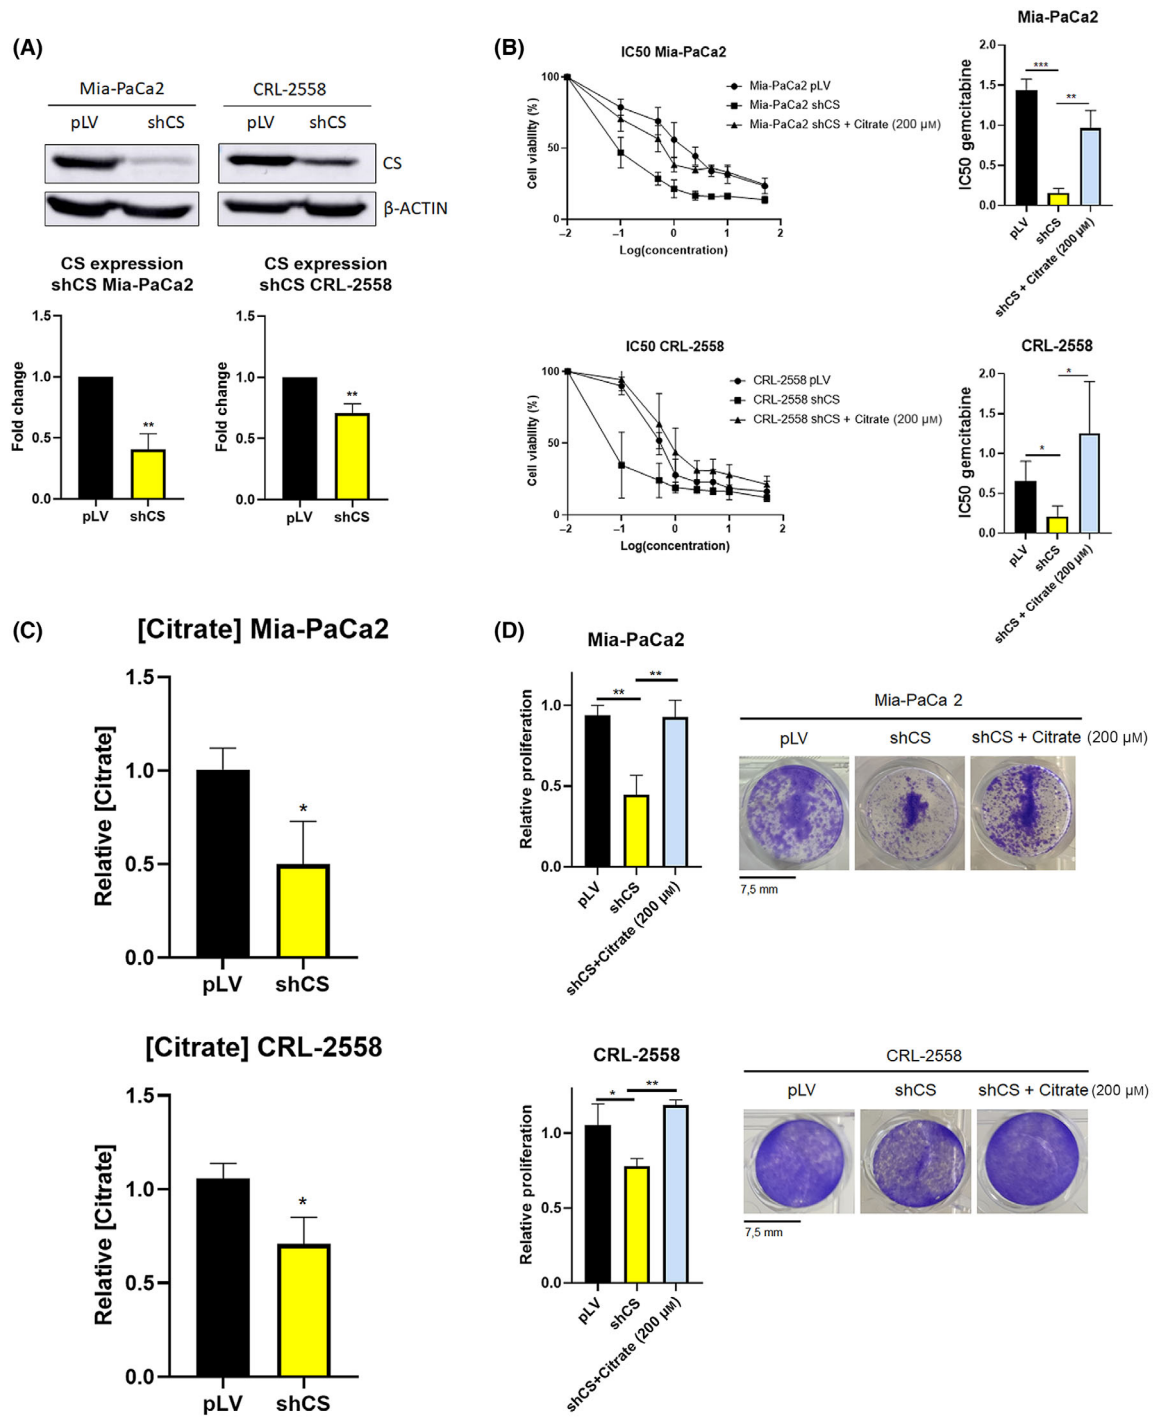 (A)
Mia-PaCa2
CRL-2558
pLV
shCS
pLV
shCS
CS
β-ACTIN
CS expression
shCS Mia-PaCa2
Fold change
1.5
1.0
0.5
0.0
**
pLV
shCS
CS expression
shCS CRL-2558
Fold change
1.5
1.0
0.5
0.0
**
pLV
shCS
(B)
IC50 Mia-PaCa2
Cell viability (%)
100
50
0
–2
–1
0
1
2
Log(concentration)
Mia-PaCa2 pLV
Mia-PaCa2 shCS
Mia-PaCa2 shCS + Citrate (200 μM)
Mia-PaCa2
IC50 gemcitabine
2.0
1.5
1.0
0.5
0.0
***
**
pLV
shCS
shCS + Citrate (200 μM)
IC50 CRL-2558
Cell viability (%)
100
50
0
–2
–1
0
1
2
Log(concentration)
CRL-2558 pLV
CRL-2558 shCS
CRL-2558 shCS + Citrate (200 μM)
CRL-2558
IC50 gemcitabine
2.0
1.5
1.0
0.5
0.0
*
*
pLV
shCS
shCS + Citrate (200 μM)
(C)
[Citrate] Mia-PaCa2
Relative [Citrate]
1.5
1.0
0.5
0.0
*
pLV
shCS
[Citrate] CRL-2558
Relative [Citrate]
1.5
1.0
0.5
0.0
*
pLV
shCS
(D)
Mia-PaCa2
Relative proliferation
1.0
0.5
0.0
**
**
pLV
shCS
shCS+Citrate (200 μM)
Mia-PaCa 2
pLV
shCS
shCS + Citrate (200 μM)
7,5 mm
CRL-2558
Relative proliferation
1.0
0.5
0.0
*
**
pLV
shCS
shCS+Citrate (200 μM)
CRL-2558
pLV
shCS
shCS + Citrate (200 μM)
7,5 mm